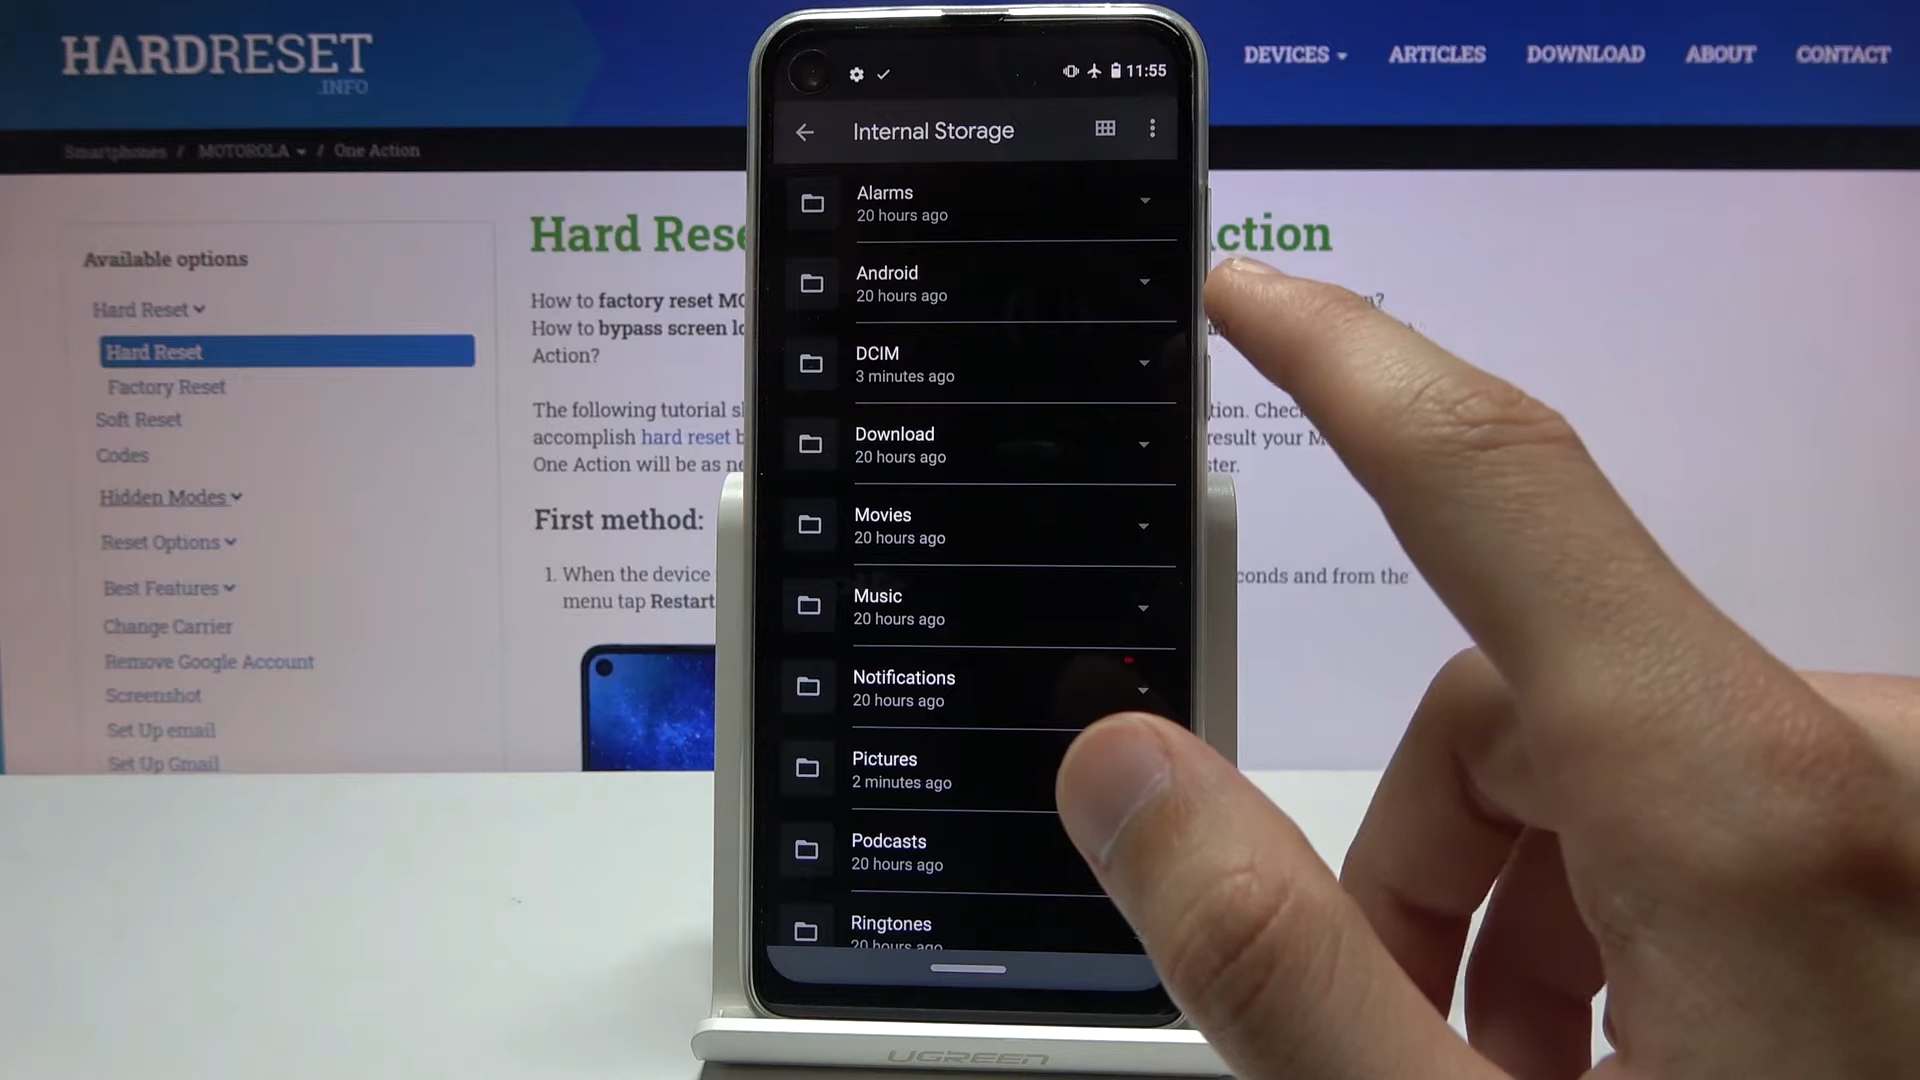 HARDRESET
.INFO
DEVICES
ARTICLES
DOWNLOAD
ABOUT
CONTACT
Smartphones / MOTOROLA / One Action
Available options
Hard Reset
Hard Reset
Factory Reset
Soft Reset
Codes
Hidden Modes
Reset Options
Best Features
Change Carrier
Remove Google Account
Screenshot
Set Up email
Set Up Gmail
Hard Rese
ction
How to factory reset MO
How to bypass screen lo
Action?
The following tutorial s
tion. Chec
accomplish hard reset b
result your M
One Action will be as ne
ster.
First method:
1. When the device
conds and from the
menu tap Restart
11:55
Internal Storage
Alarms
20 hours ago
Android
20 hours ago
DCIM
3 minutes ago
Download
20 hours ago
Movies
20 hours ago
Music
20 hours ago
Notifications
20 hours ago
Pictures
2 minutes ago
Podcasts
20 hours ago
Ringtones
20 hours ago
UGREEN